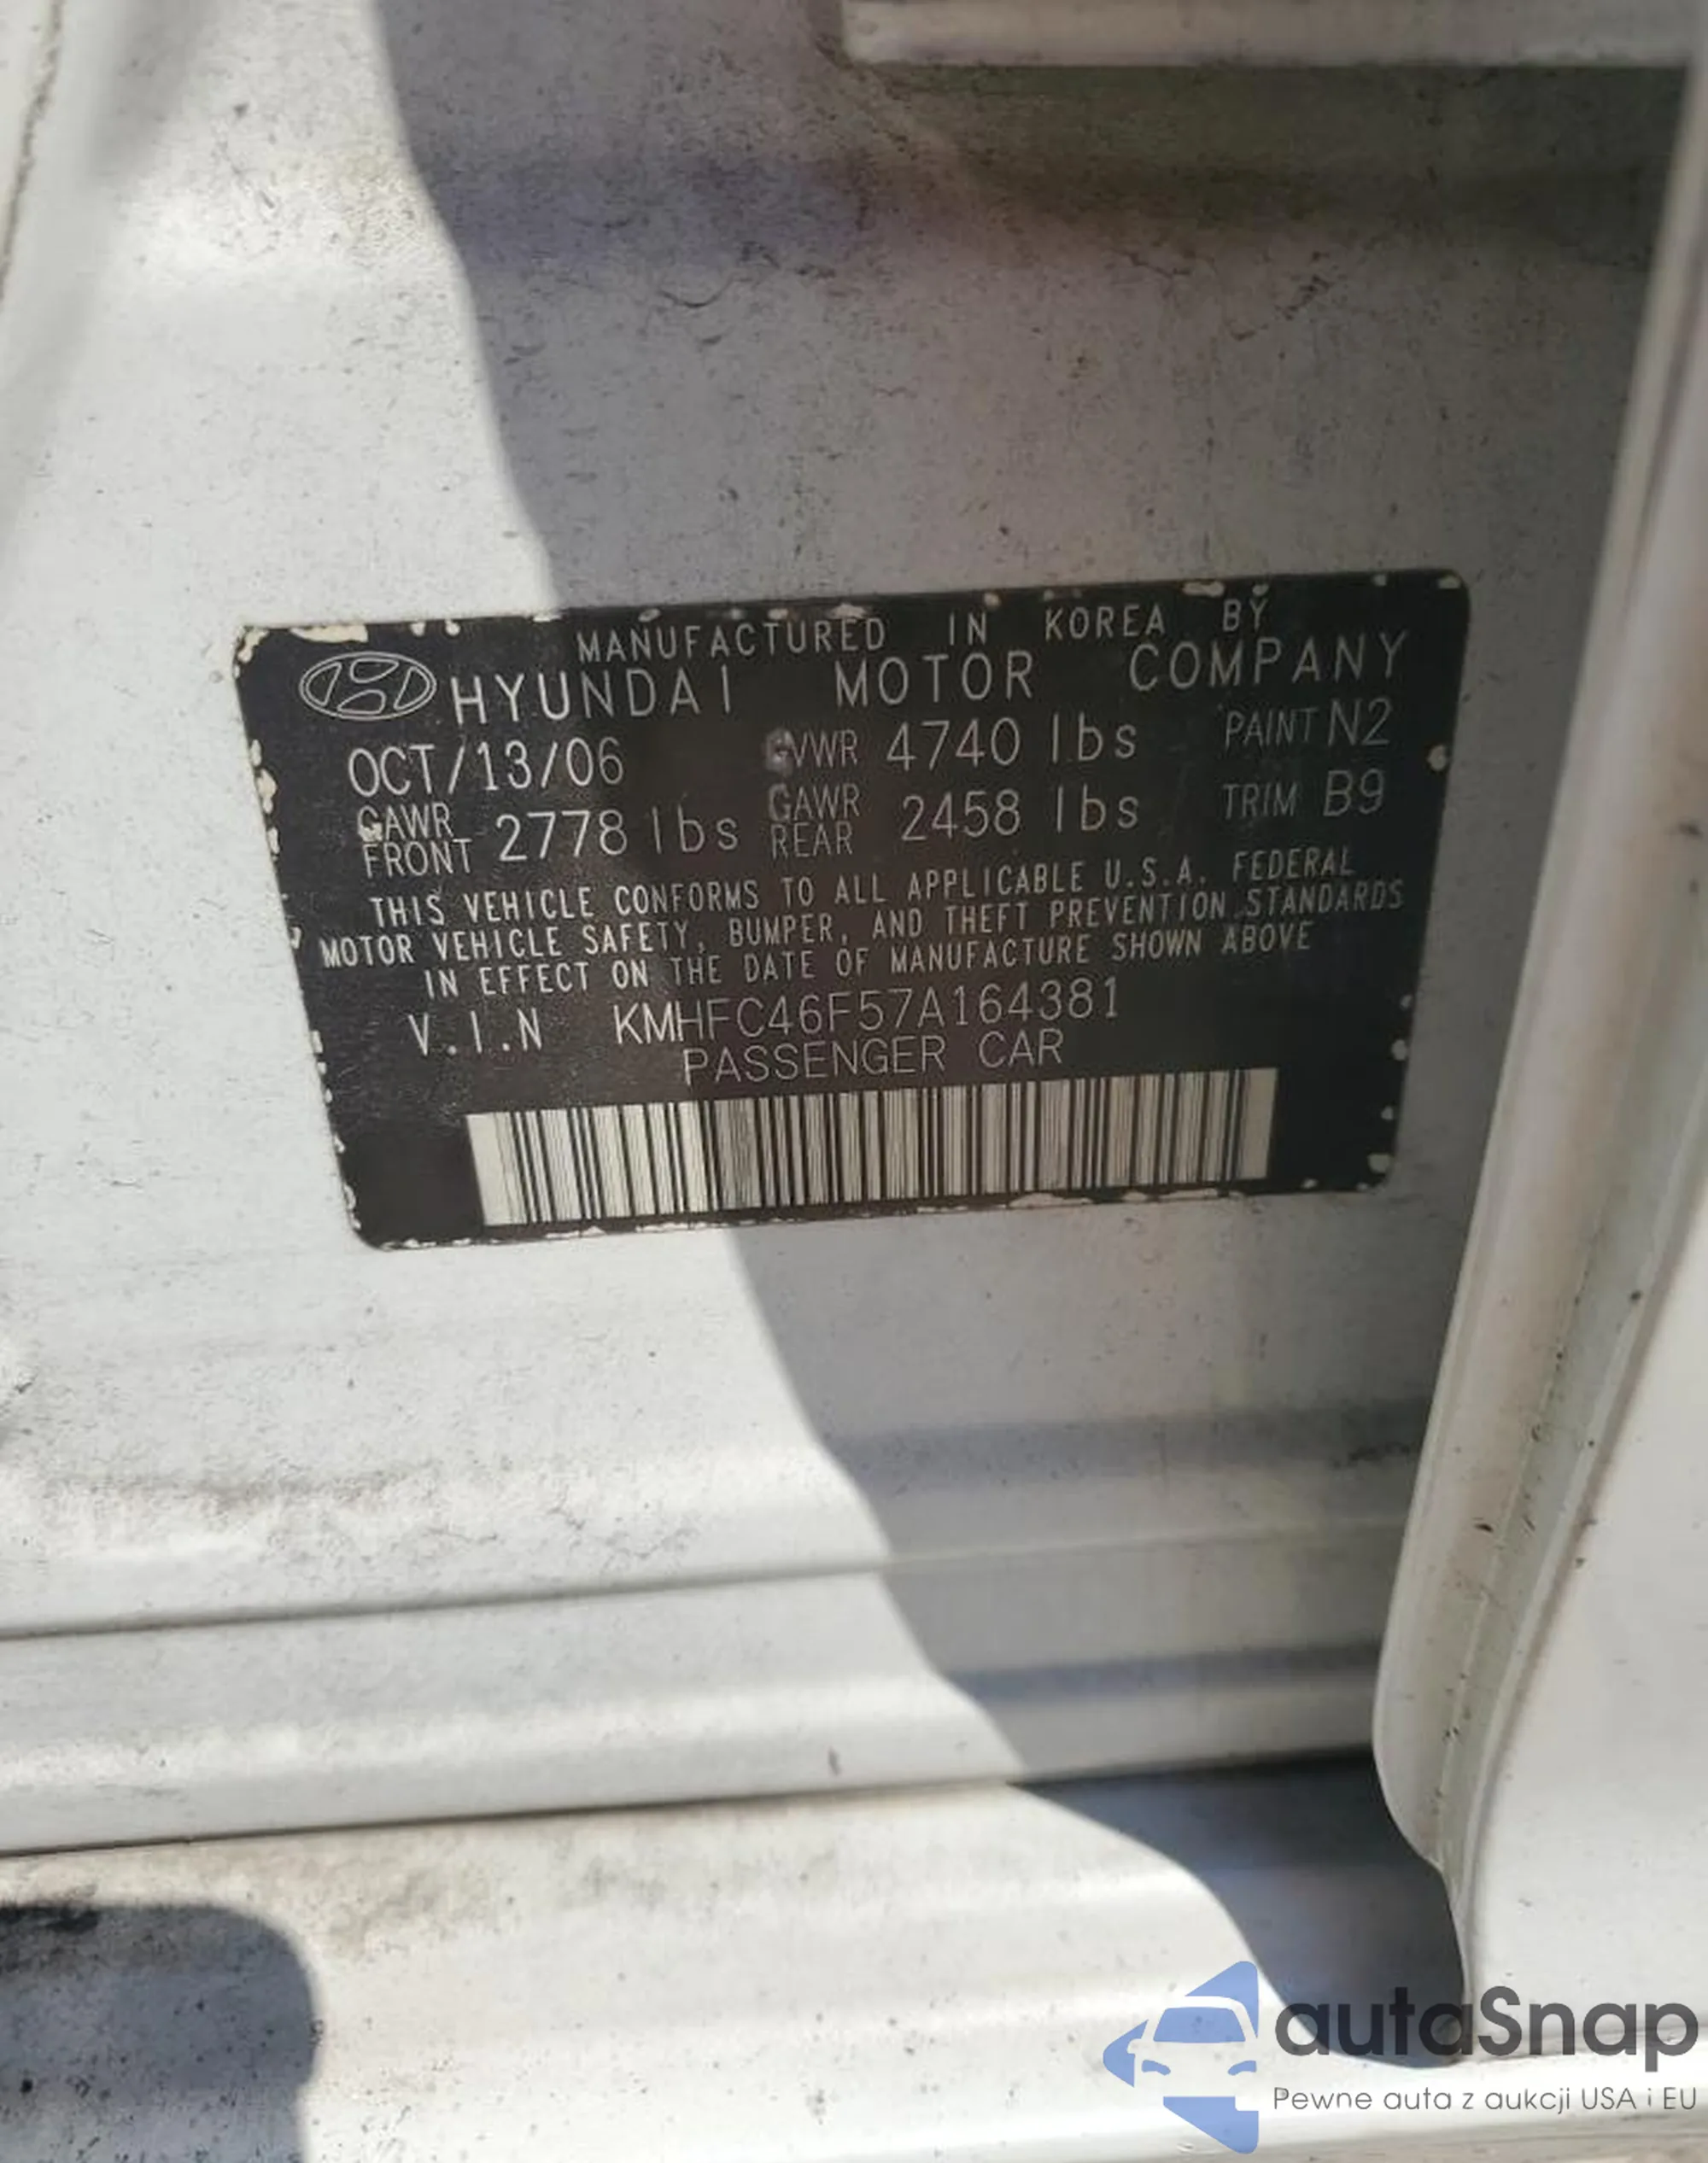 MANUFACTURED IN KOREA BY
HYUNDAI MOTOR COMPANY
OCT/13/06 GVWR 4740 lbs PAINT N2
GAWR FRONT 2778 lbs GAWR REAR 2458 lbs TRIM B9
THIS VEHICLE CONFORMS TO ALL APPLICABLE U.S.A. FEDERAL
MOTOR VEHICLE SAFETY, BUMPER, AND THEFT PREVENTION STANDARDS
IN EFFECT ON THE DATE OF MANUFACTURE SHOWN ABOVE
V.I.N KMHFC46F57A164381
PASSENGER CAR
autaSnap
Pewne auta z aukcji USA i EU